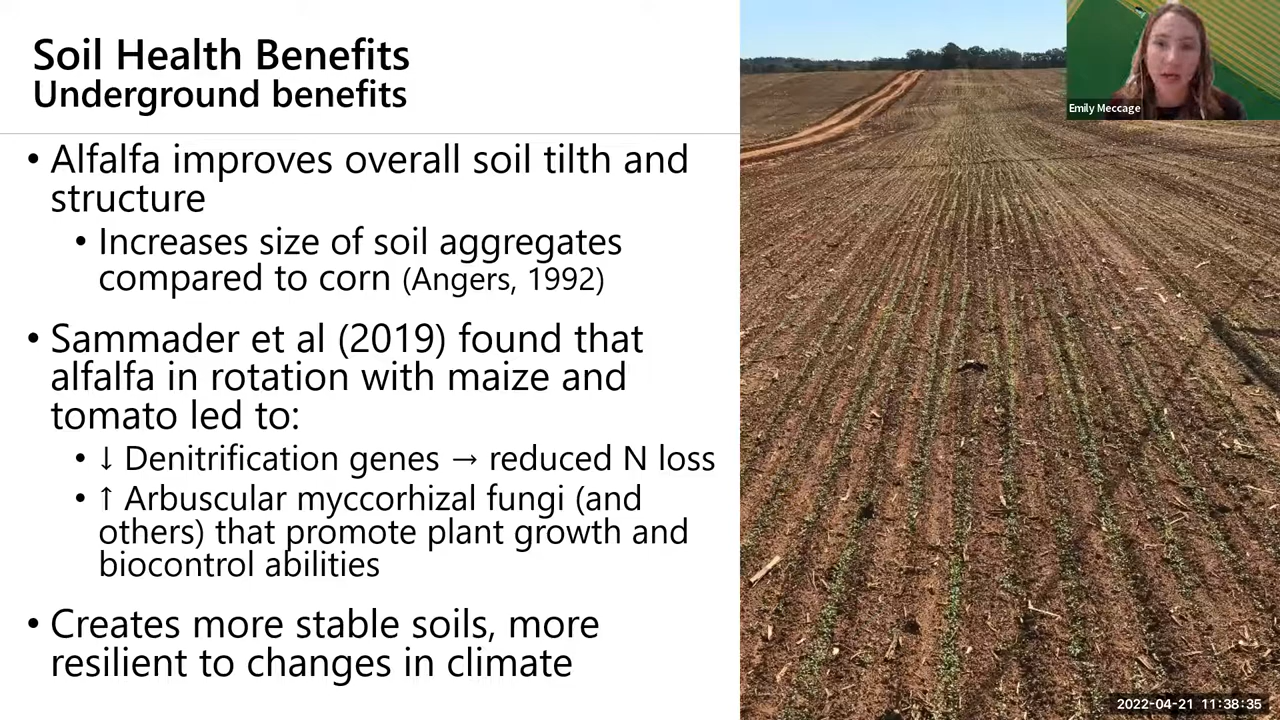 Soil Health Benefits
Underground benefits
• Alfalfa improves overall soil tilth and
structure
• Increases size of soil aggregates
compared to corn (Angers, 1992)
• Sammader et al (2019) found that
alfalfa in rotation with maize and
tomato led to:
• ↓ Denitrification genes → reduced N loss
• ↑ Arbuscular myccorhizal fungi (and
others) that promote plant growth and
biocontrol abilities
• Creates more stable soils, more
resilient to changes in climate
Emily Meccage
2022-04-21 11:38:35